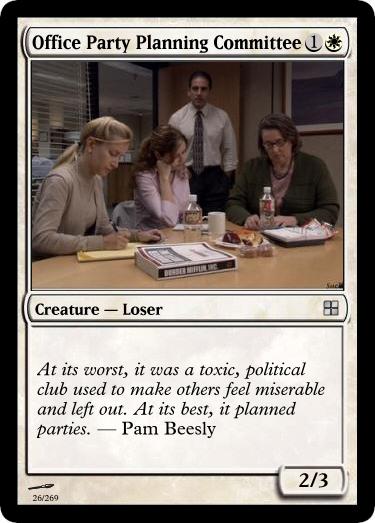 Office Party Planning Committee 1
DUNDER MIFFLIN, INC.
Creature — Loser
At its worst, it was a toxic, political
club used to make others feel miserable
and left out. At its best, it planned
parties. — Pam Beesly
2/3
26/269